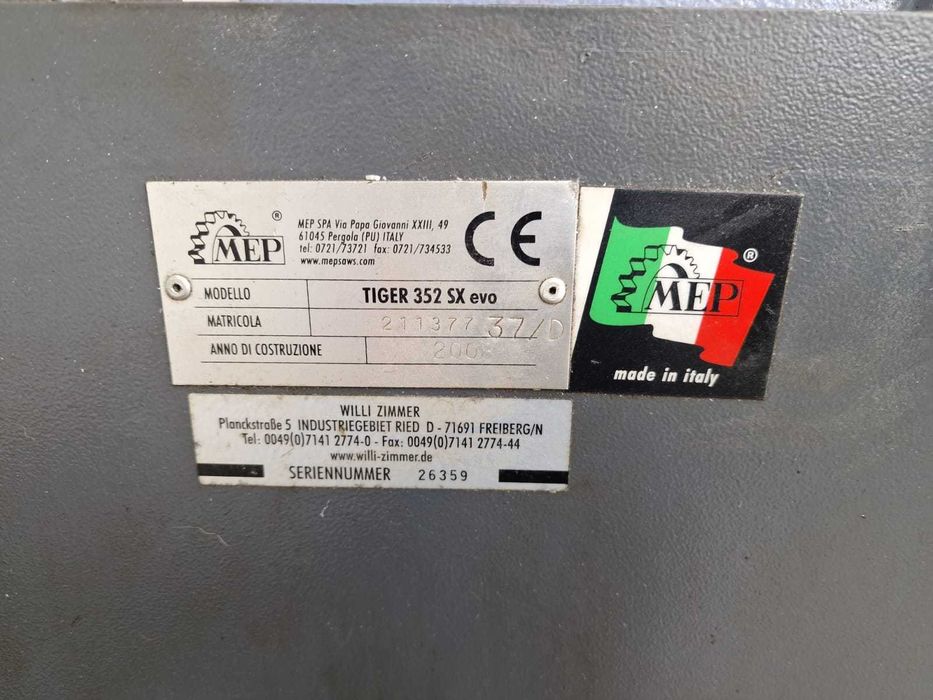 MEP ®
MEP SPA Via Papa Giovanni XXIII, 49
61045 Pergola (PU) ITALY
tel: 0721/73721 fax: 0721/734533
www.mepsaws.com
CE
MODELLO TIGER 352 SX evo
MATRICOLA 211377 37/D
ANNO DI COSTRUZIONE
MEP ®
made in italy
WILLI ZIMMER
Planckstraße 5 INDUSTRIEGEBIET RIED D - 71691 FREIBERG/N
Tel: 0049(0)7141 2774-0 - Fax: 0049(0)7141 2774-44
www.willi-zimmer.de
SERIENNUMMER 26359